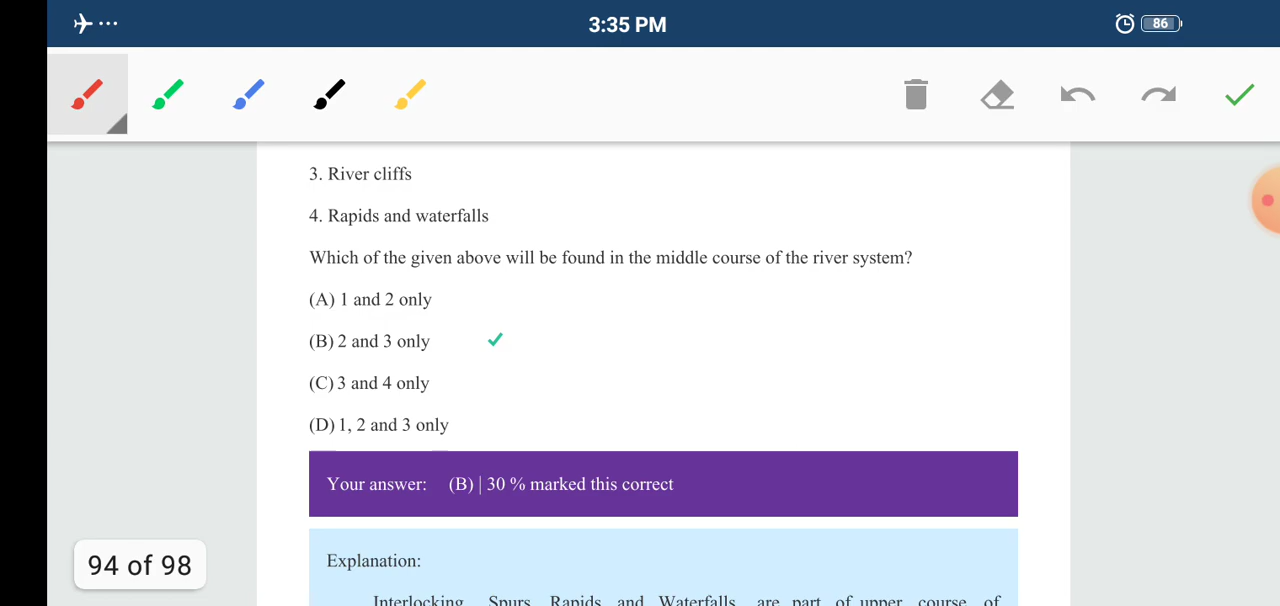 3:35 PM
86
3. River cliffs
4. Rapids and waterfalls
Which of the given above will be found in the middle course of the river system?
(A) 1 and 2 only
(B) 2 and 3 only
(C) 3 and 4 only
(D) 1, 2 and 3 only
Your answer: (B) | 30 % marked this correct
94 of 98
Explanation:
Interlocking Spurs, Rapids and Waterfalls are part of upper course of